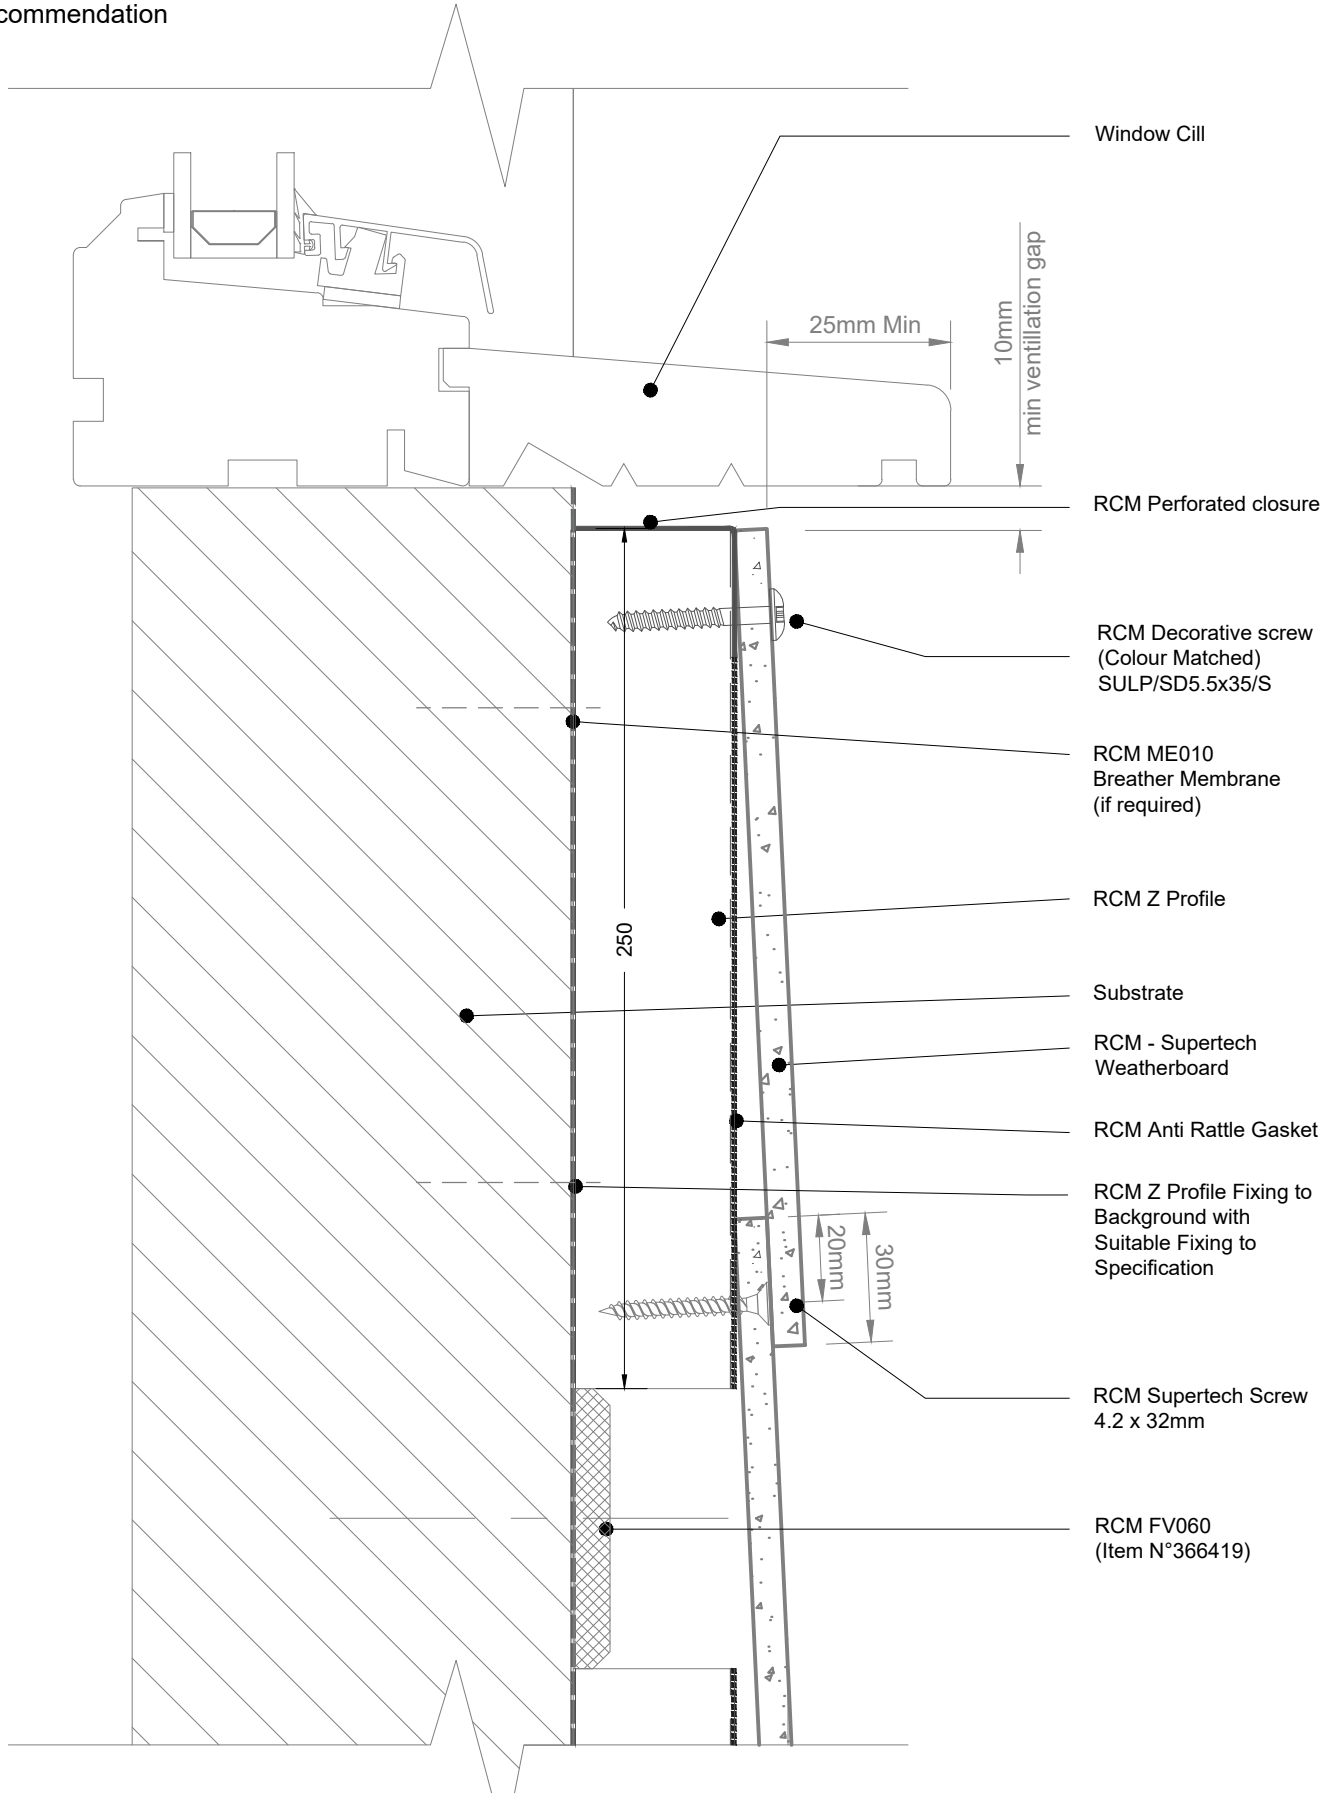 commendation
Window Cill
25mm Min
10mm
min ventillation gap
RCM Perforated closure
RCM Decorative screw
(Colour Matched)
SULP/SD5.5x35/S
RCM ME010
Breather Membrane
(if required)
RCM Z Profile
250
Substrate
RCM - Supertech
Weatherboard
RCM Anti Rattle Gasket
RCM Z Profile Fixing to
Background with
Suitable Fixing to
Specification
20mm
30mm
RCM Supertech Screw
4.2 x 32mm
RCM FV060
(Item N°366419)